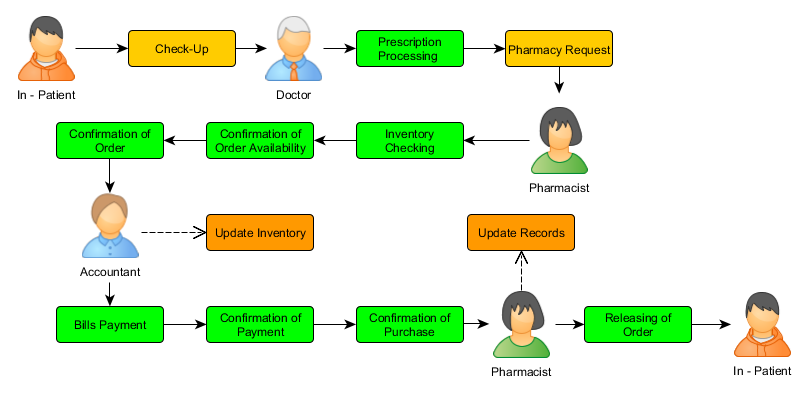 Check-Up
Prescription
Processing
Pharmacy Request
In - Patient
Doctor
Confirmation of
Order
Confirmation of
Order Availability
Inventory
Checking
Pharmacist
Update Inventory
Update Records
Accountant
Bills Payment
Confirmation of
Payment
Confirmation of
Purchase
Releasing of
Order
Pharmacist
In - Patient